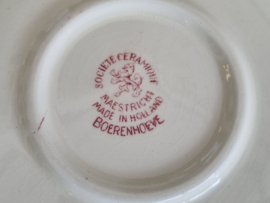 SOCIETE CERAMIQUE
MAESTRICHT
MADE IN HOLLAND
BOERENHOEVE